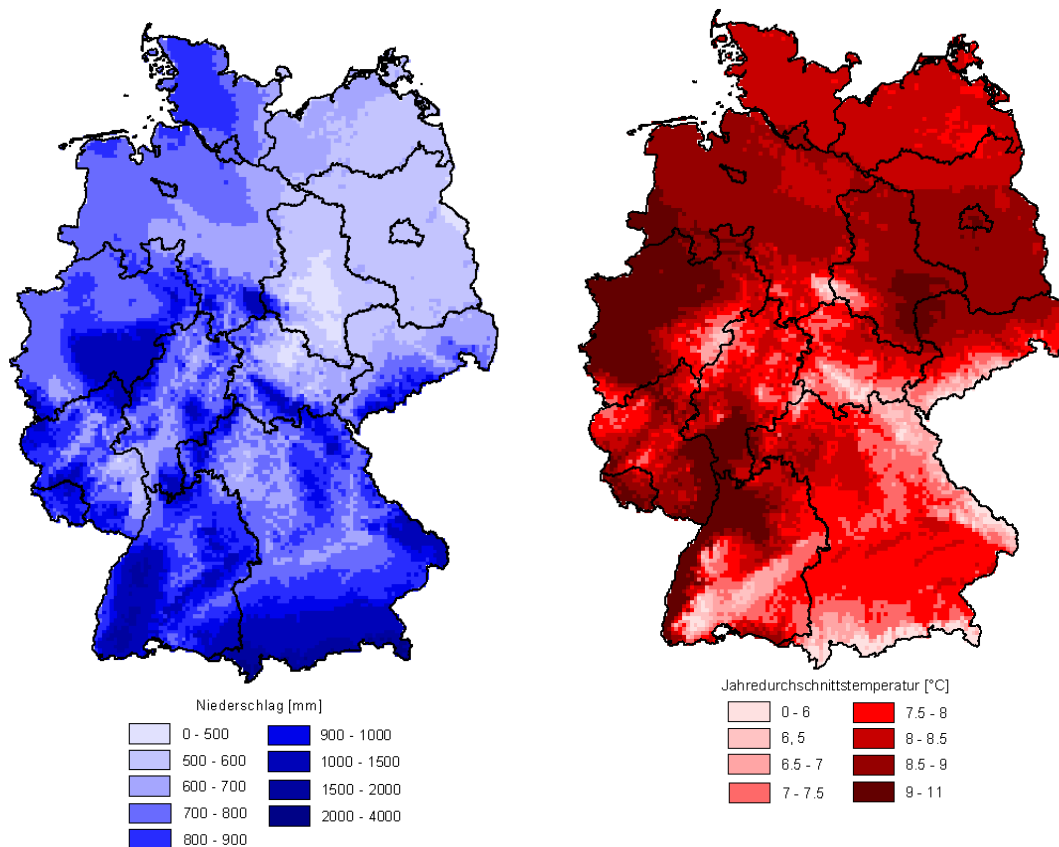 Niederschlag [mm]
0 - 500
500 - 600
600 - 700
700 - 800
800 - 900
900 - 1000
1000 - 1500
1500 - 2000
2000 - 4000
Jahredurchschnittstemperatur [°C]
0 - 6
6, 5
6.5 - 7
7 - 7.5
7.5 - 8
8 - 8.5
8.5 - 9
9 - 11